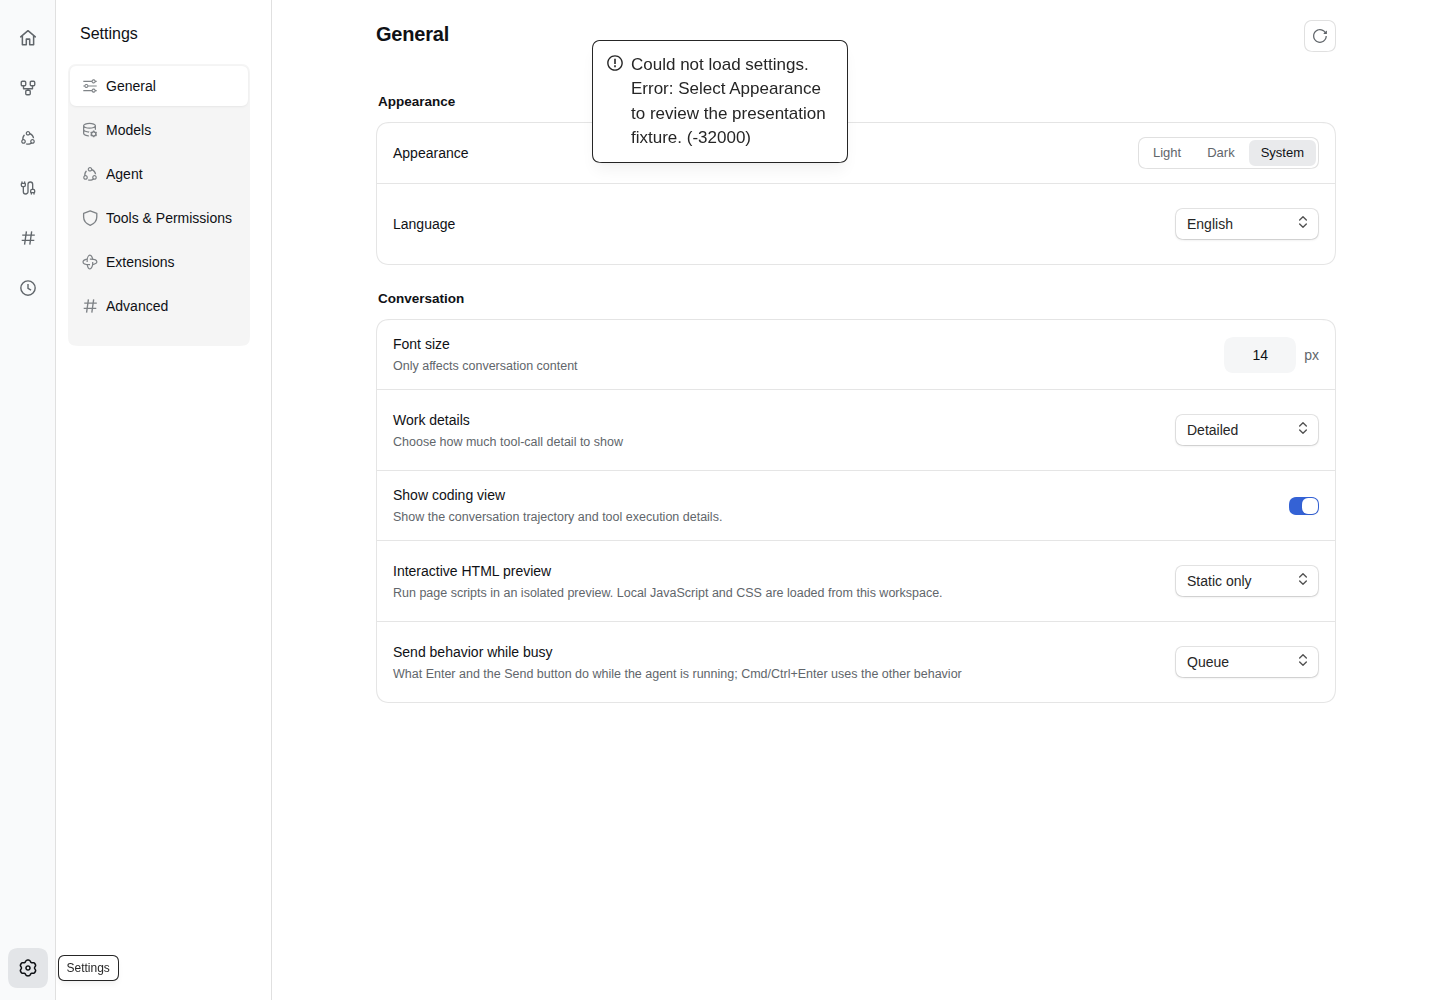 Settings
General
Models
Agent
Tools & Permissions
Extensions
Advanced
Settings
General
Could not load settings.
Error: Select Appearance
to review the presentation
fixture. (-32000)
Appearance
Appearance
Light Dark System
Language
English
Conversation
Font size
Only affects conversation content
14 px
Work details
Choose how much tool-call detail to show
Detailed
Show coding view
Show the conversation trajectory and tool execution details.
Interactive HTML preview
Run page scripts in an isolated preview. Local JavaScript and CSS are loaded from this workspace.
Static only
Send behavior while busy
What Enter and the Send button do while the agent is running; Cmd/Ctrl+Enter uses the other behavior
Queue